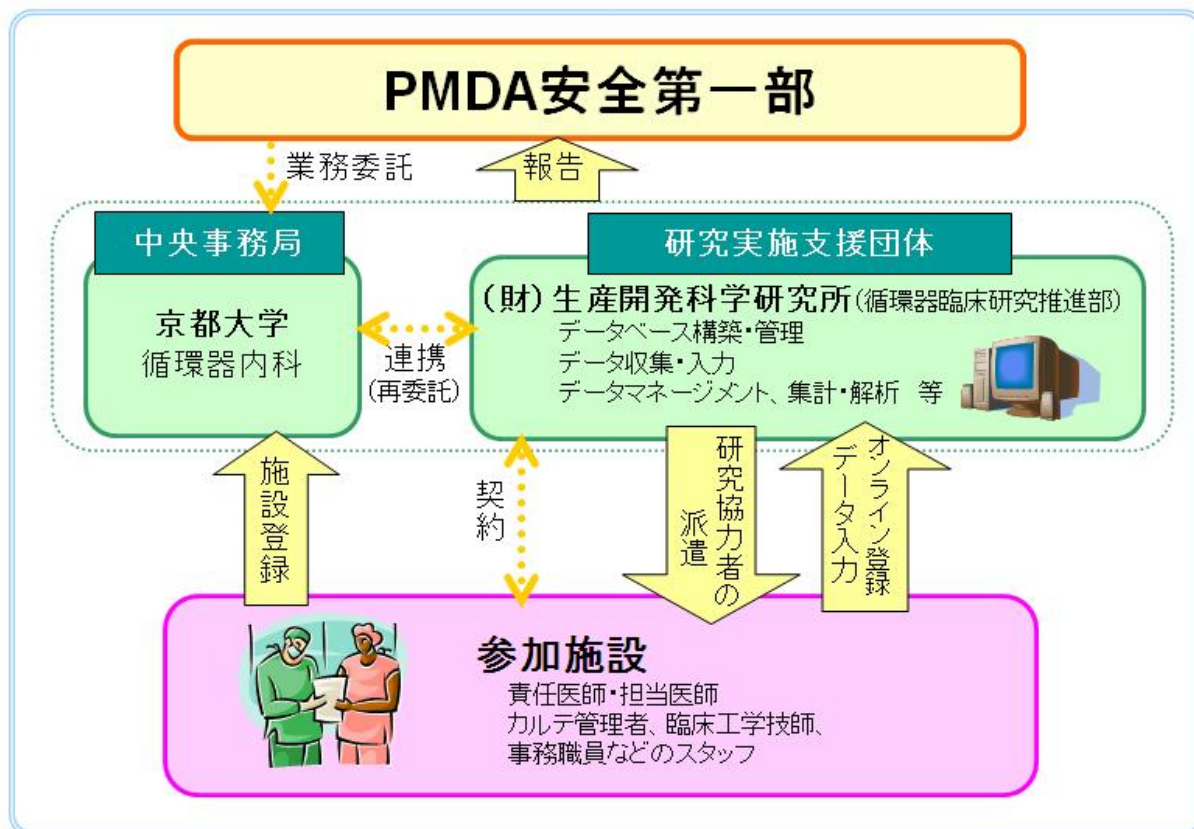 PMDA安全第一部
業務委託
報告
中央事務局
研究実施支援団体
京都大学
循環器内科
連携
(再委託)
(財)生産開発科学研究所(循環器臨床研究推進部)
データベース構築・管理
データ収集・入力
データマネージメント、集計・解析 等
施設登録
契約
研究協力者の
派遣
オンライン登録
データ入力
参加施設
責任医師・担当医師
カルテ管理者、臨床工学技師、
事務職員などのスタッフ